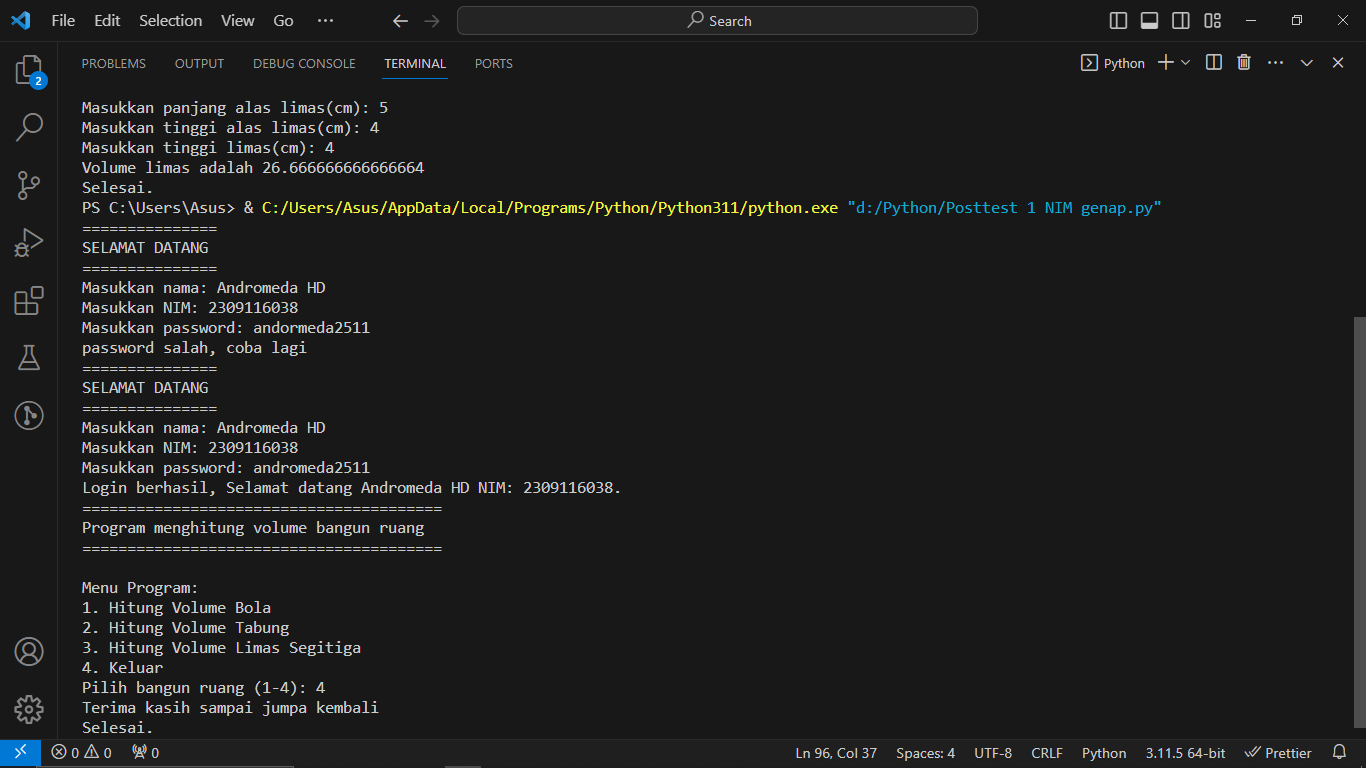 File Edit Selection View Go ··· Search
2
PROBLEMS OUTPUT DEBUG CONSOLE TERMINAL PORTS Python
Masukkan panjang alas limas(cm): 5
Masukkan tinggi alas limas(cm): 4
Masukkan tinggi limas(cm): 4
Volume limas adalah 26.666666666666664
Selesai.
PS C:\Users\Asus> & C:/Users/Asus/AppData/Local/Programs/Python/Python311/python.exe "d:/Python/Posttest 1 NIM genap.py"
===============
SELAMAT DATANG
===============
Masukkan nama: Andromeda HD
Masukkan NIM: 2309116038
Masukkan password: andormeda2511
password salah, coba lagi
===============
SELAMAT DATANG
===============
Masukkan nama: Andromeda HD
Masukkan NIM: 2309116038
Masukkan password: andromeda2511
Login berhasil, Selamat datang Andromeda HD NIM: 2309116038.
========================================
Program menghitung volume bangun ruang
========================================
Menu Program:
1. Hitung Volume Bola
2. Hitung Volume Tabung
3. Hitung Volume Limas Segitiga
4. Keluar
Pilih bangun ruang (1-4): 4
Terima kasih sampai jumpa kembali
Selesai.
0 0 0 Ln 96, Col 37 Spaces: 4 UTF-8 CRLF Python 3.11.5 64-bit Prettier